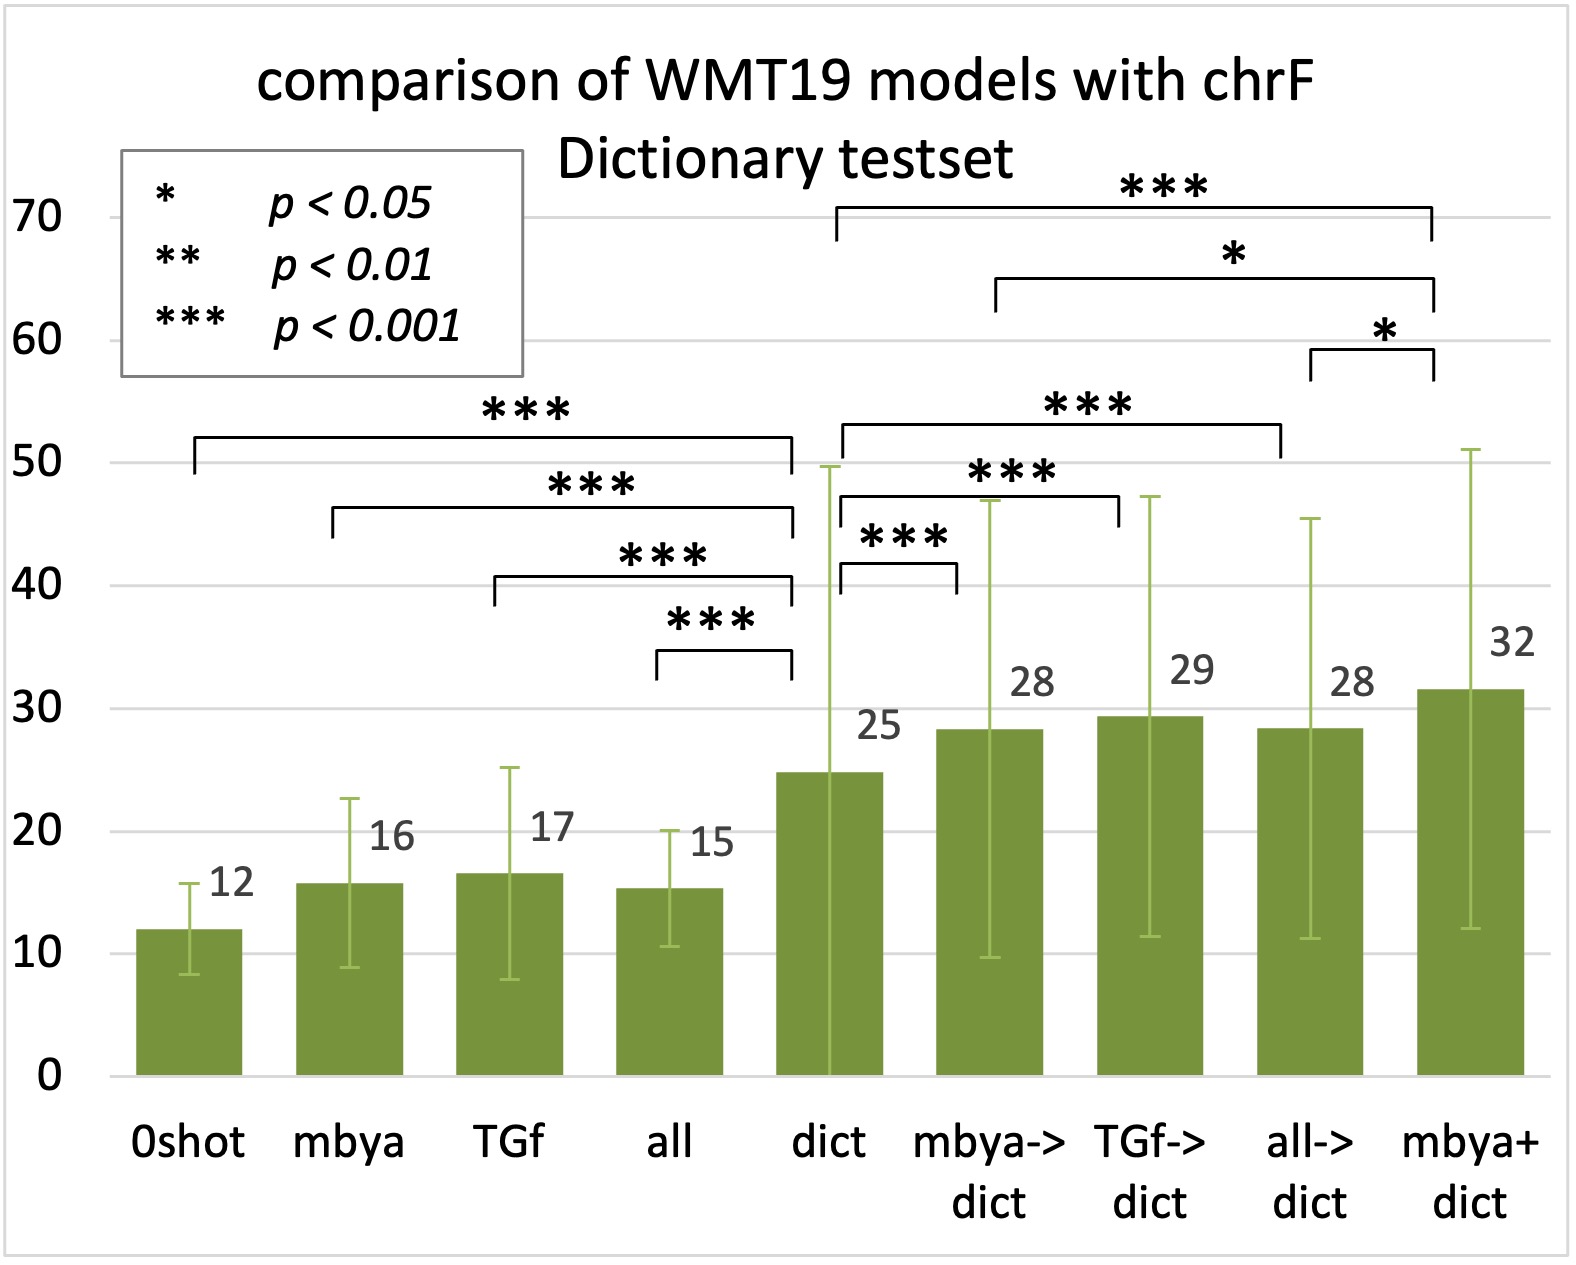 comparison of WMT19 models with chrF
Dictionary testset
* p < 0.05
** p < 0.01
*** p < 0.001
70
60
50
40
30
20
10
0
***
*
*
***
***
***
***
***
***
***
12
16
17
15
25
28
29
28
32
0shot
mbya
TGf
all
dict
mbya->
dict
TGf->
dict
all->
dict
mbya+
dict